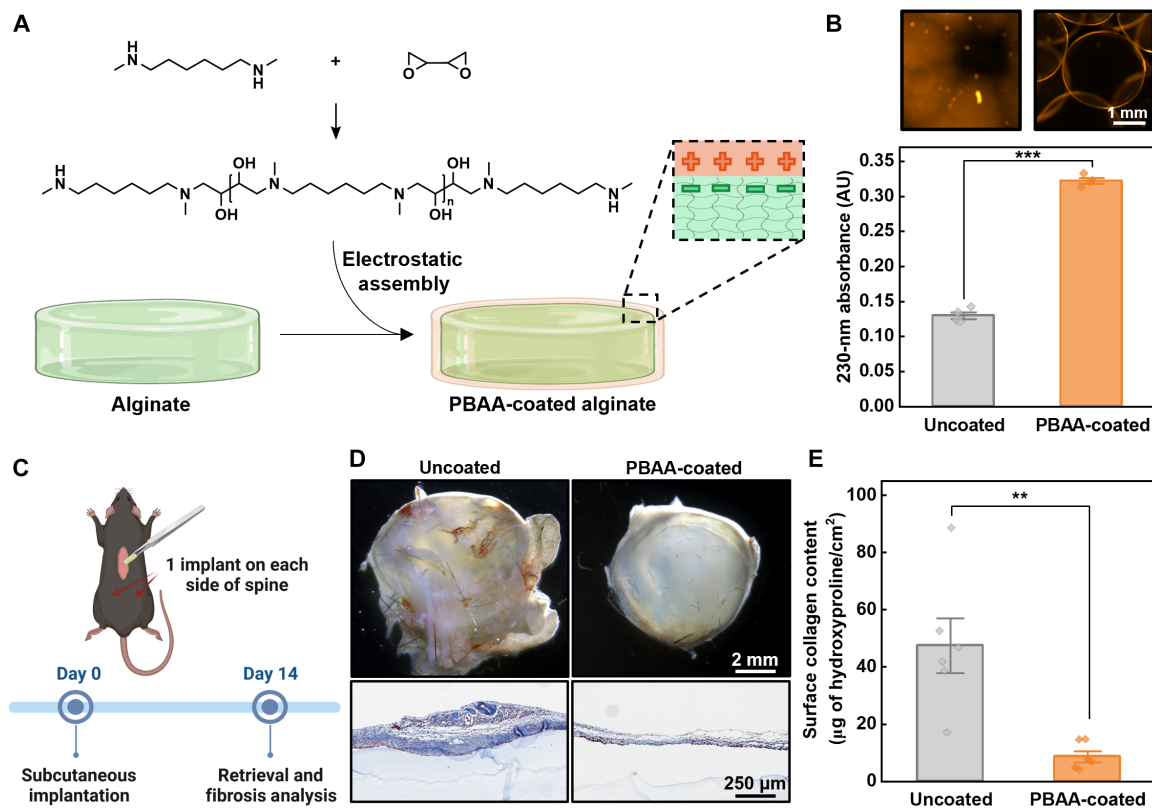 A
H
N
N
H
+
O
O
H
N
N
OH
OH
n
N
N
OH
OH
n
N
N
H
Electrostatic
assembly
Alginate
PBAA-coated alginate
B
1 mm
***
230-nm absorbance (AU)
0.35
0.30
0.25
0.20
0.15
0.10
0.05
0.00
Uncoated
PBAA-coated
C
1 implant on each
side of spine
Day 0
Day 14
Subcutaneous
implantation
Retrieval and
fibrosis analysis
D
Uncoated
PBAA-coated
2 mm
250 µm
E
**
Surface collagen content
(µg of hydroxyproline/cm²)
100
80
60
40
20
0
Uncoated
PBAA-coated